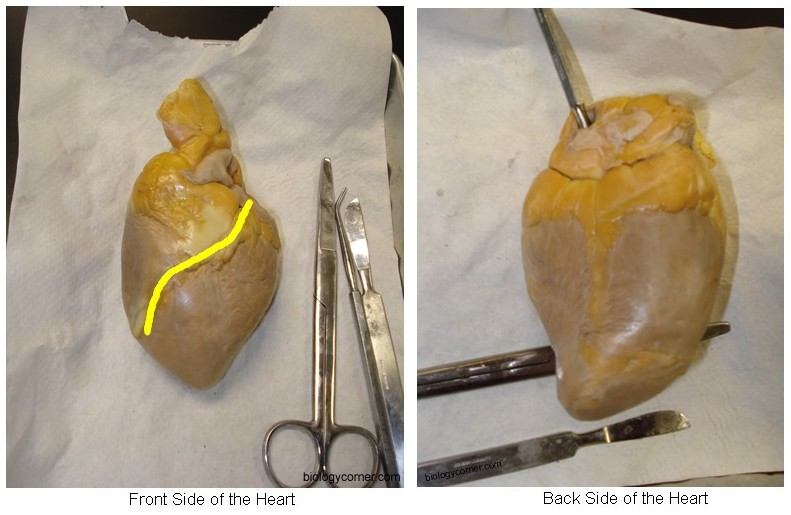 biologycorner.com
biologycorner.com
Front Side of the Heart
Back Side of the Heart